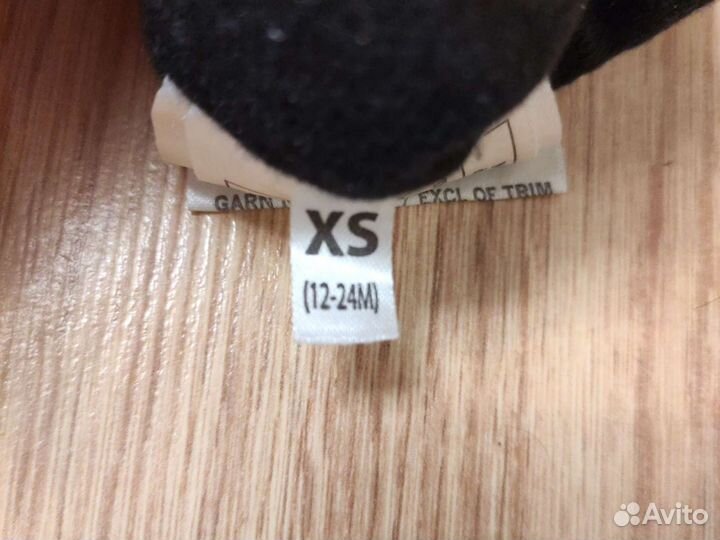 GARN
/ EXCL OF TRIM
XS
(12-24M)
Avito